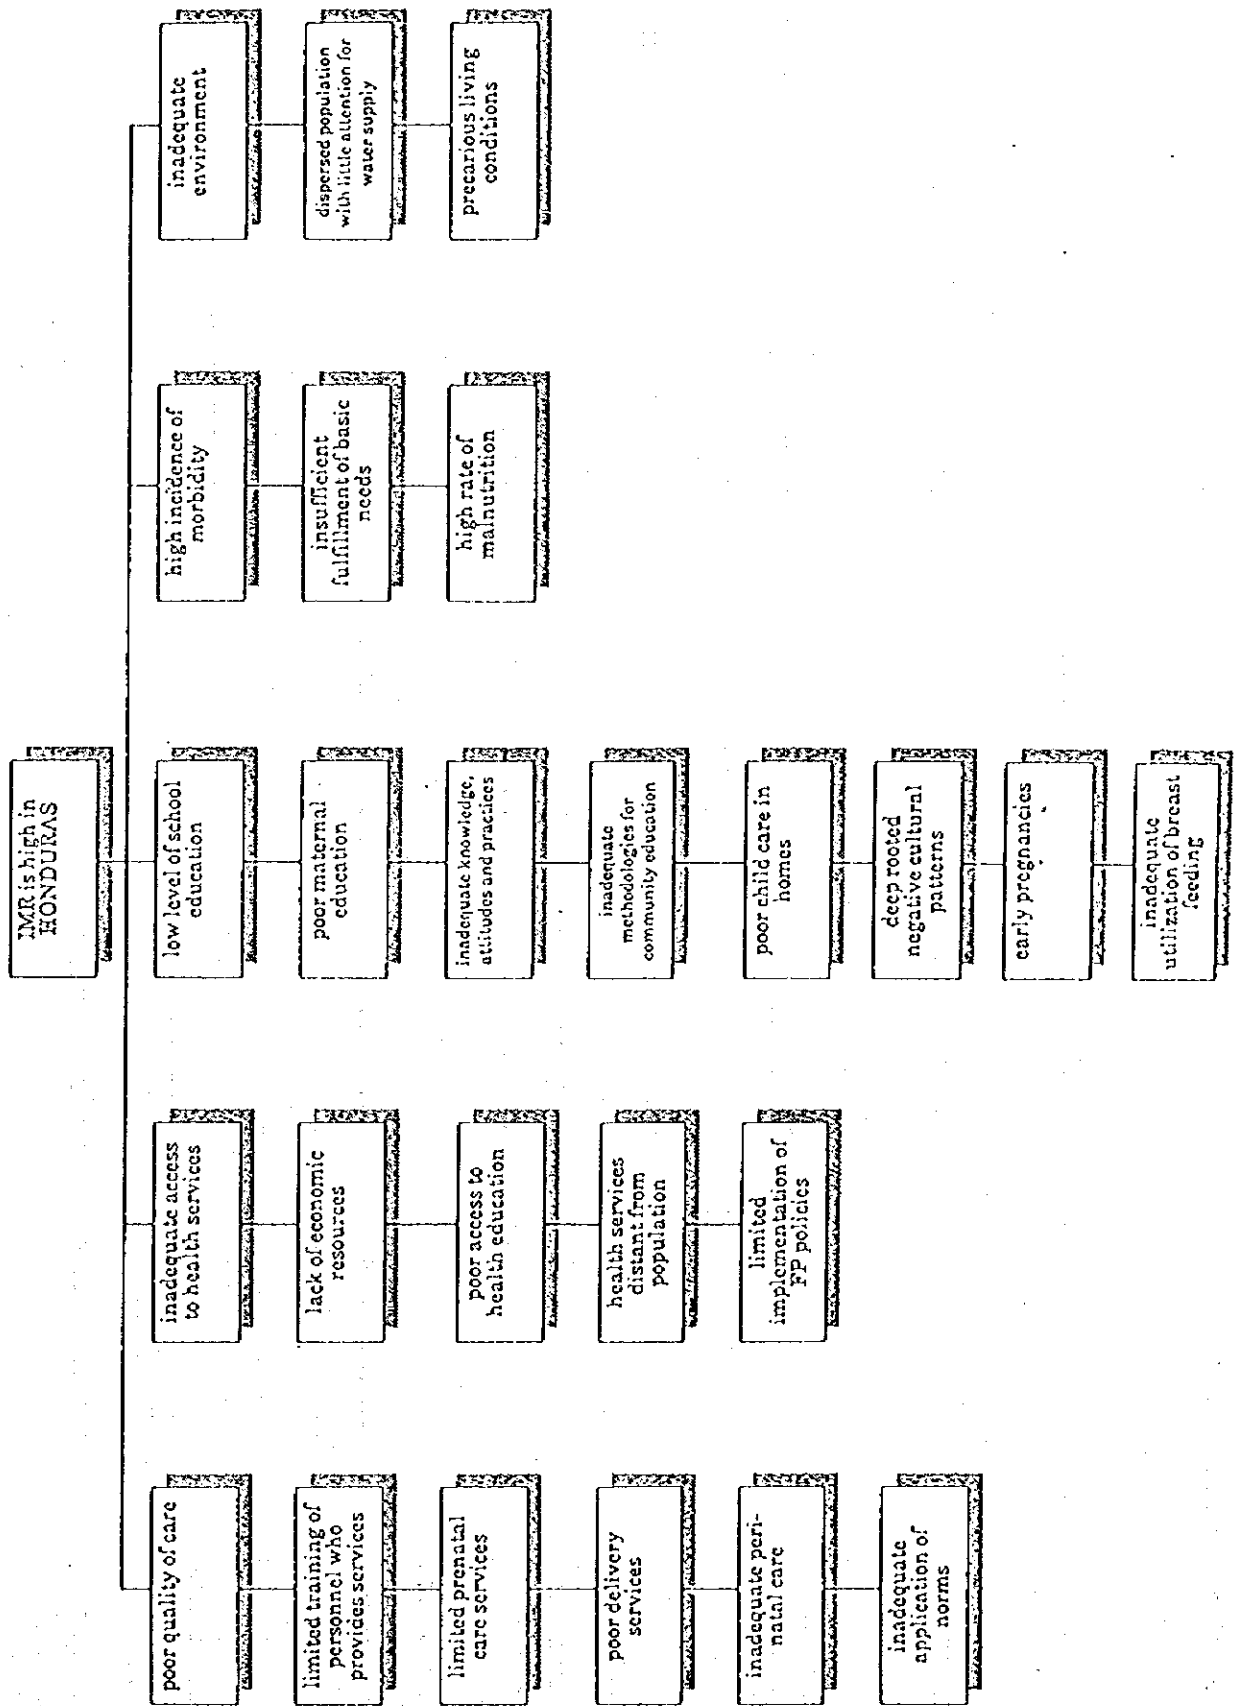 IMR is high in
HONDURAS
poor quality of care
limited training of
personnel who
provides services
limited prenatal
care services
poor delivery
services
inadequate peri-
natal care
inadequate
application of
norms
inadequate access
to health services
lack of economic
resources
poor access to
health education
health services
distant from
population
limited
implementation of
FP policies
low level of school
education
poor maternal
education
inadequate knowledge,
attitudes and practices
inadequate
methodologies for
community education
poor child care in
homes
deep rooted
negative cultural
patterns
early pregnancies
inadequate
utilization of breast
feeding
high incidence of
morbidity
insufficient
fulfillment of basic
needs
high rate of
malnutrition
inadequate
environment
dispersed population
with little attention for
water supply
precarious living
conditions